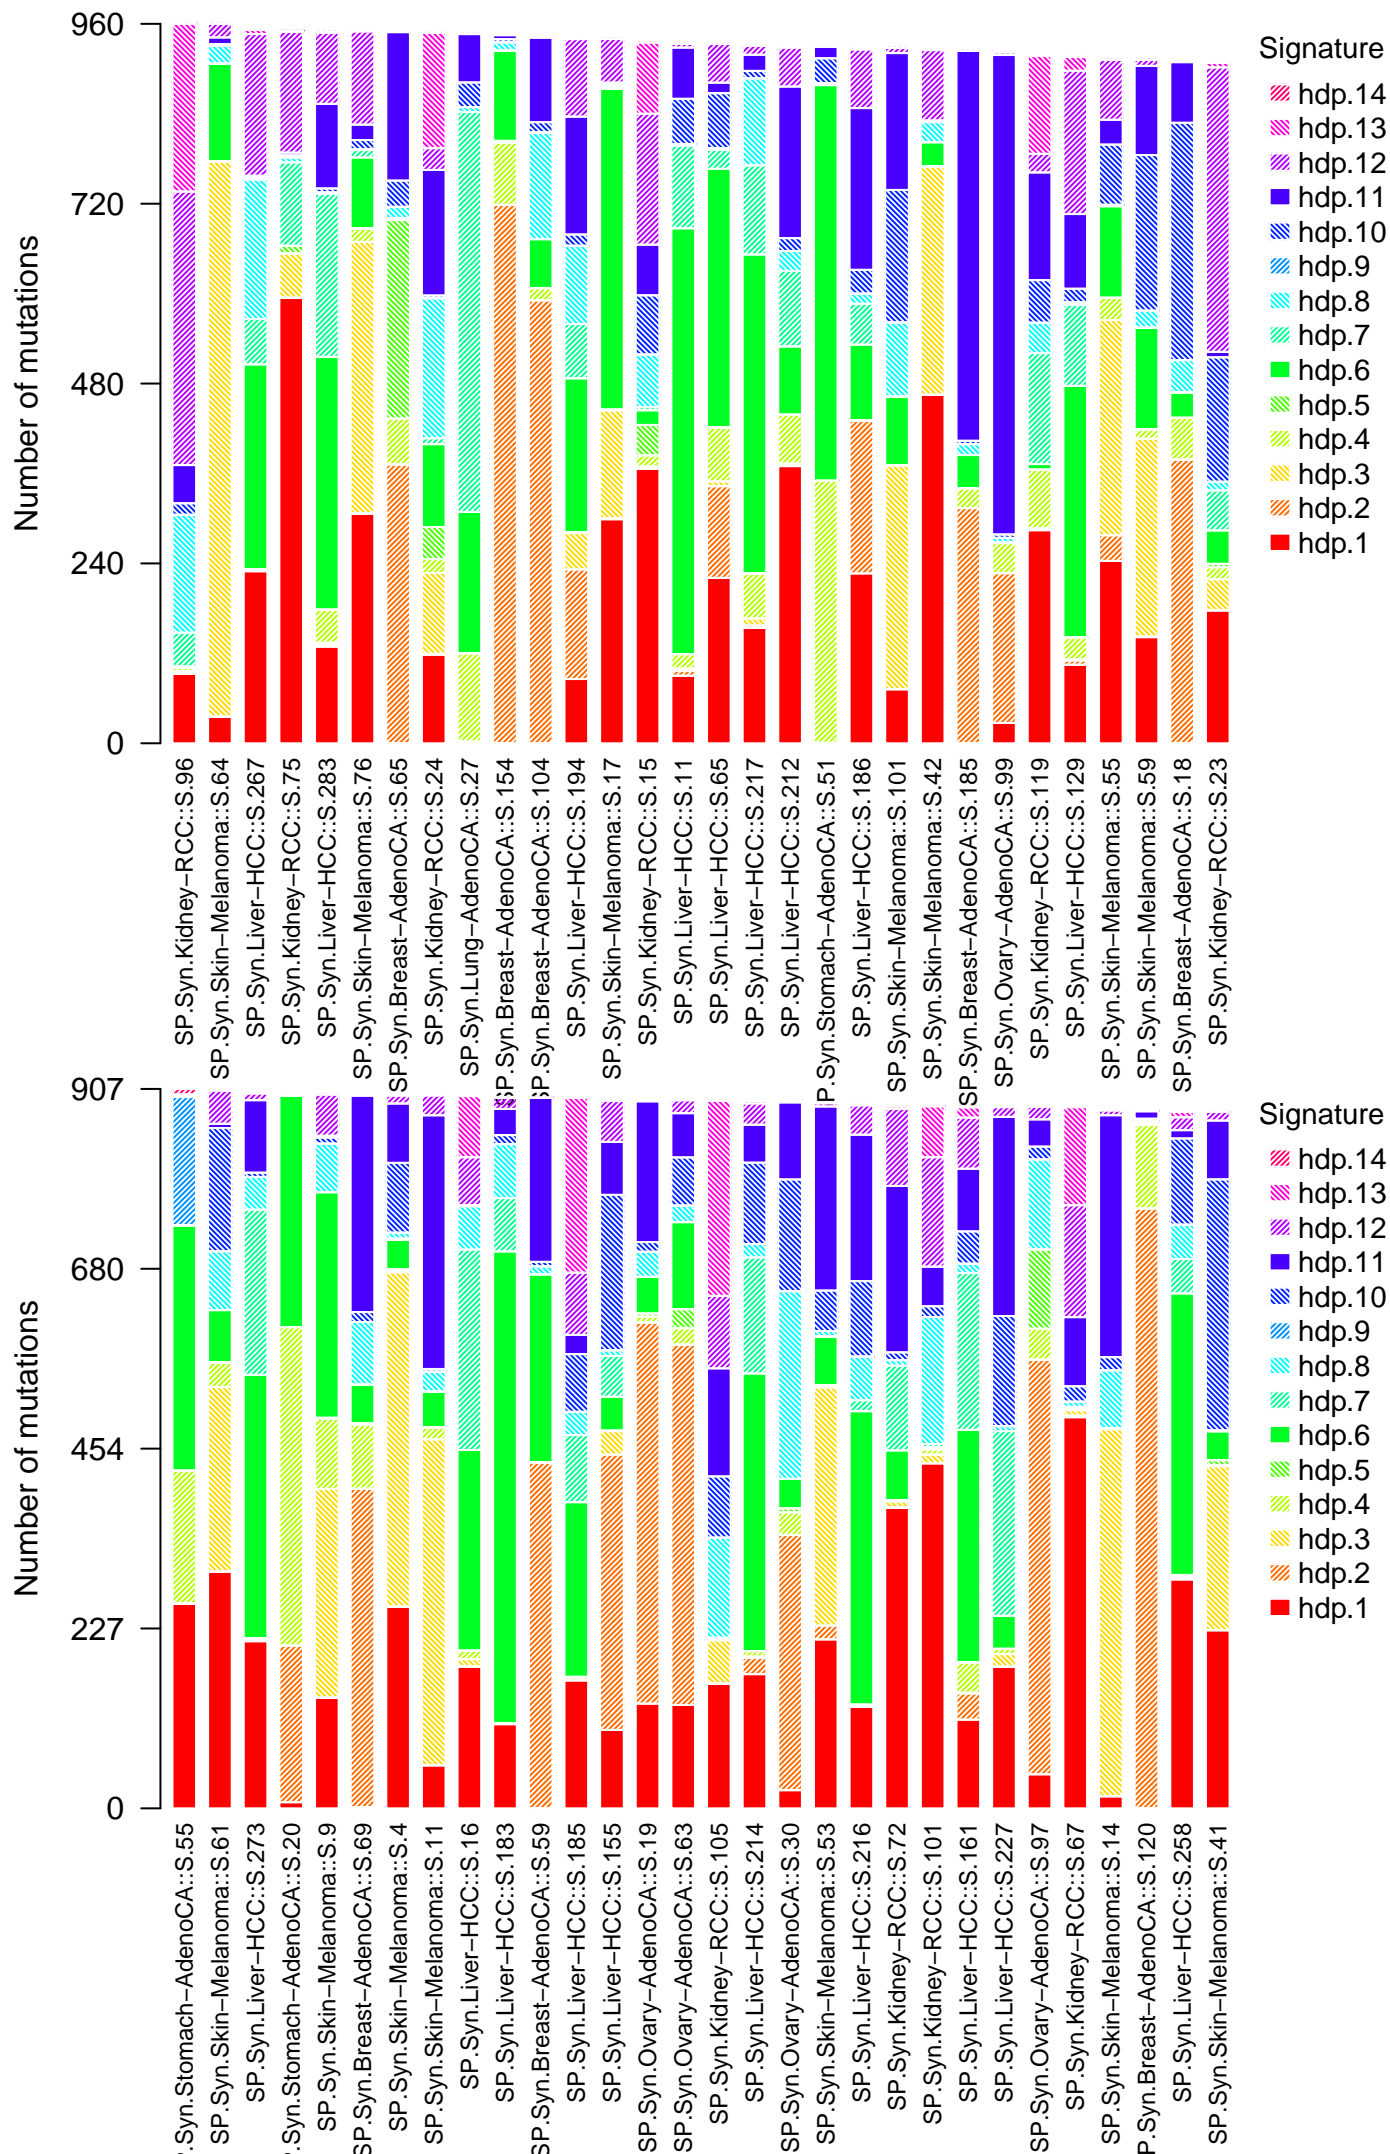 Number of mutations
960
720
480
240
0
Signature
hdp.14
hdp.13
hdp.12
hdp.11
hdp.10
hdp.9
hdp.8
hdp.7
hdp.6
hdp.5
hdp.4
hdp.3
hdp.2
hdp.1
SP.Syn.Kidney−RCC::S.96
SP.Syn.Skin−Melanoma::S.64
SP.Syn.Liver−HCC::S.267
SP.Syn.Kidney−RCC::S.75
SP.Syn.Liver−HCC::S.283
SP.Syn.Skin−Melanoma::S.76
SP.Syn.Breast−AdenoCA::S.65
SP.Syn.Kidney−RCC::S.24
SP.Syn.Lung−AdenoCA::S.27
SP.Syn.Breast−AdenoCA::S.154
SP.Syn.Breast−AdenoCA::S.104
SP.Syn.Liver−HCC::S.194
SP.Syn.Skin−Melanoma::S.17
SP.Syn.Kidney−RCC::S.15
SP.Syn.Liver−HCC::S.11
SP.Syn.Liver−HCC::S.65
SP.Syn.Liver−HCC::S.217
SP.Syn.Liver−HCC::S.212
P.Syn.Stomach−AdenoCA::S.51
SP.Syn.Liver−HCC::S.186
SP.Syn.Skin−Melanoma::S.101
SP.Syn.Skin−Melanoma::S.42
SP.Syn.Breast−AdenoCA::S.185
SP.Syn.Ovary−AdenoCA::S.99
SP.Syn.Kidney−RCC::S.119
SP.Syn.Liver−HCC::S.129
SP.Syn.Skin−Melanoma::S.55
SP.Syn.Skin−Melanoma::S.59
SP.Syn.Breast−AdenoCA::S.18
SP.Syn.Kidney−RCC::S.23
Number of mutations
907
680
454
227
0
Signature
hdp.14
hdp.13
hdp.12
hdp.11
hdp.10
hdp.9
hdp.8
hdp.7
hdp.6
hdp.5
hdp.4
hdp.3
hdp.2
hdp.1
P.Syn.Stomach−AdenoCA::S.55
SP.Syn.Skin−Melanoma::S.61
SP.Syn.Liver−HCC::S.273
P.Syn.Stomach−AdenoCA::S.20
SP.Syn.Skin−Melanoma::S.9
SP.Syn.Breast−AdenoCA::S.69
SP.Syn.Skin−Melanoma::S.4
SP.Syn.Skin−Melanoma::S.11
SP.Syn.Liver−HCC::S.16
SP.Syn.Liver−HCC::S.183
SP.Syn.Breast−AdenoCA::S.59
SP.Syn.Liver−HCC::S.185
SP.Syn.Liver−HCC::S.155
SP.Syn.Ovary−AdenoCA::S.19
SP.Syn.Ovary−AdenoCA::S.63
SP.Syn.Kidney−RCC::S.105
SP.Syn.Liver−HCC::S.214
SP.Syn.Ovary−AdenoCA::S.30
SP.Syn.Skin−Melanoma::S.53
SP.Syn.Liver−HCC::S.216
SP.Syn.Kidney−RCC::S.72
SP.Syn.Kidney−RCC::S.101
SP.Syn.Liver−HCC::S.161
SP.Syn.Liver−HCC::S.227
SP.Syn.Ovary−AdenoCA::S.97
SP.Syn.Kidney−RCC::S.67
SP.Syn.Skin−Melanoma::S.14
P.Syn.Breast−AdenoCA::S.120
SP.Syn.Liver−HCC::S.258
SP.Syn.Skin−Melanoma::S.41